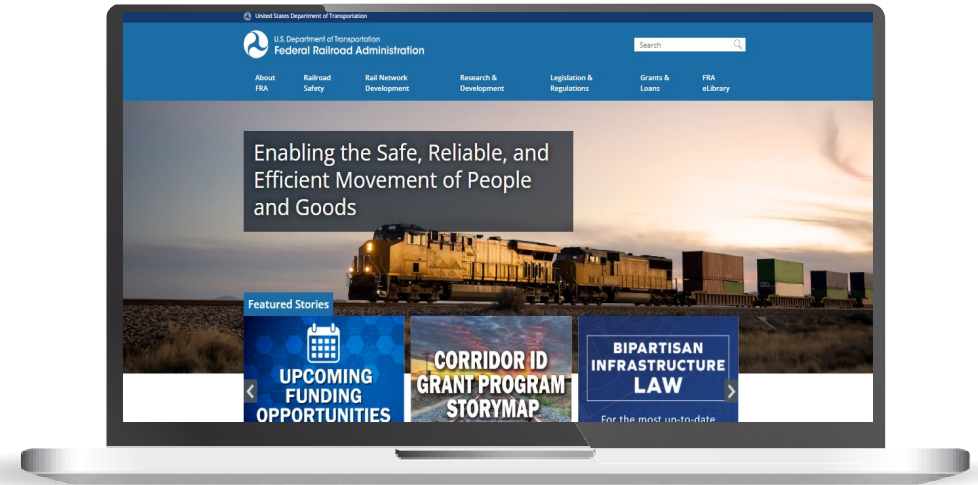 United States Department of Transportation
U.S. Department of Transportation
Federal Railroad Administration
Search
About
FRA
Railroad
Safety
Rail Network
Development
Research &
Development
Legislation &
Regulations
Grants &
Loans
FRA
eLibrary
Enabling the Safe, Reliable, and
Efficient Movement of People
and Goods
Featured Stories
UPCOMING
FUNDING
OPPORTUNITIES
CORRIDOR ID
GRANT PROGRAM
STORYMAP
BIPARTISAN
INFRASTRUCTURE
LAW
For the most up-to-date